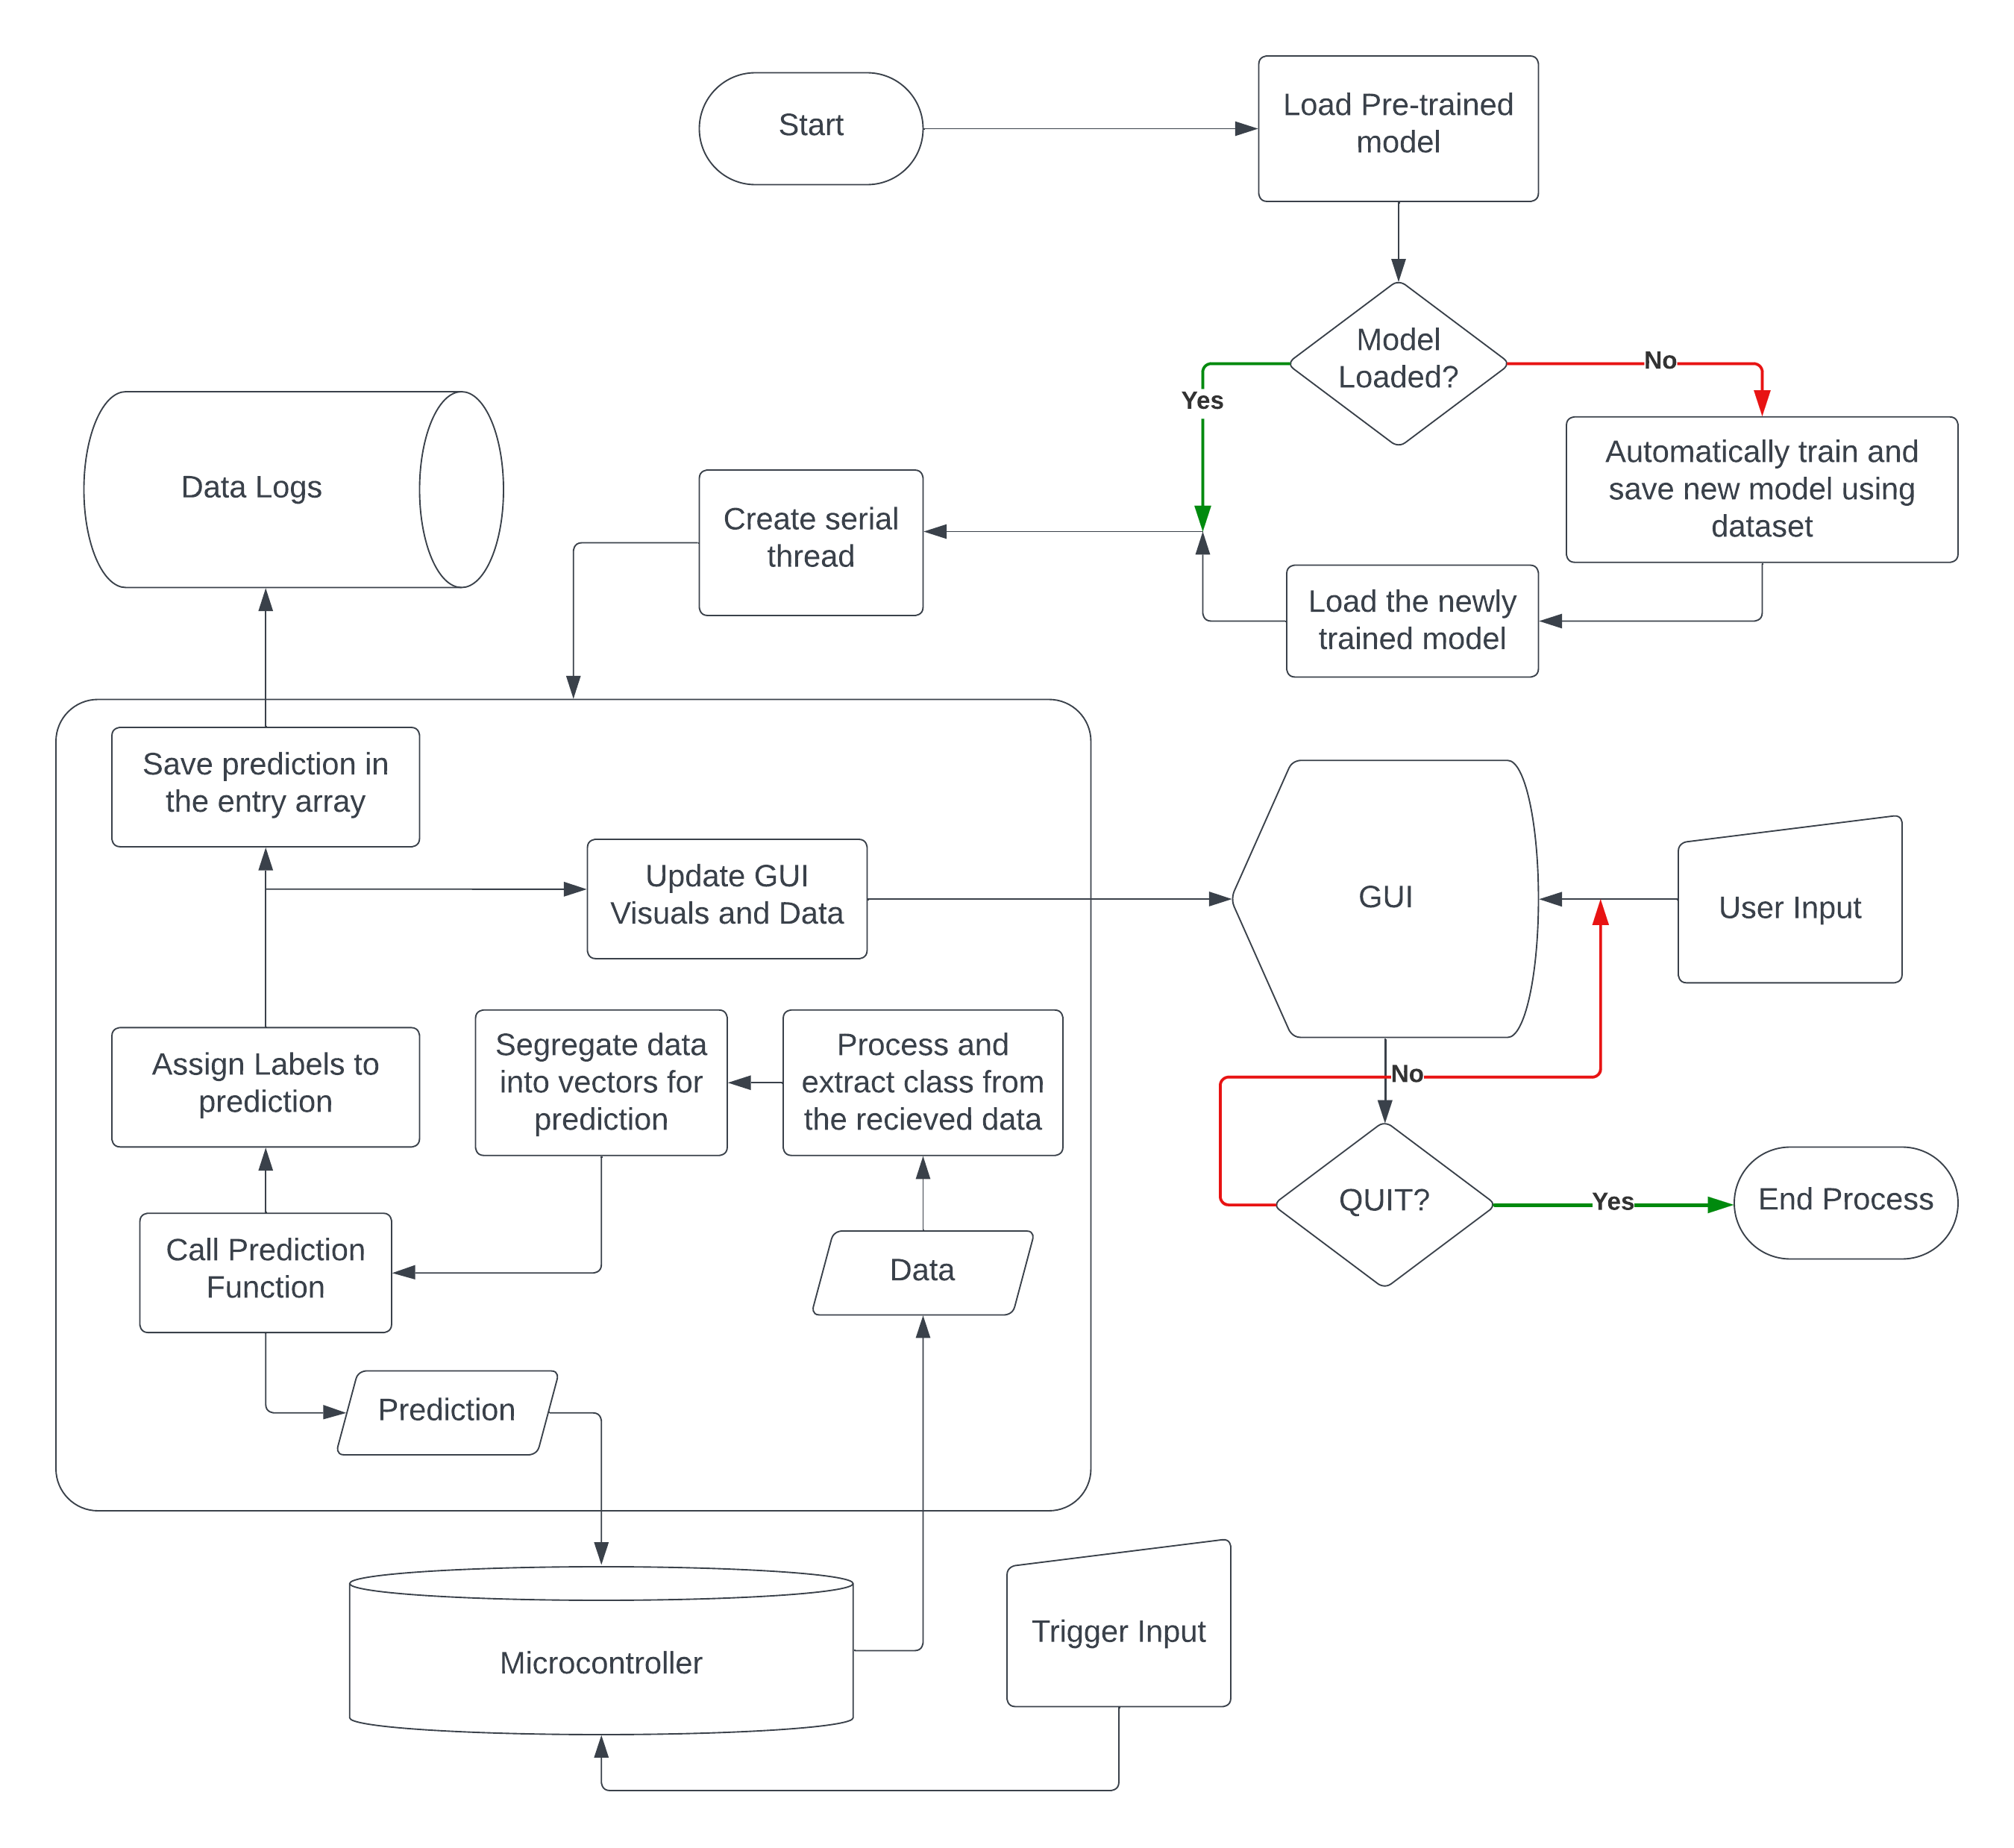 Start
Load Pre-trained
model
Model
Loaded?
No
Yes
Automatically train and
save new model using
dataset
Data Logs
Create serial
thread
Load the newly
trained model
Save prediction in
the entry array
Update GUI
Visuals and Data
GUI
User Input
Assign Labels to
prediction
Segregate data
into vectors for
prediction
Process and
extract class from
the recieved data
No
QUIT?
Yes
End Process
Call Prediction
Function
Data
Prediction
Microcontroller
Trigger Input